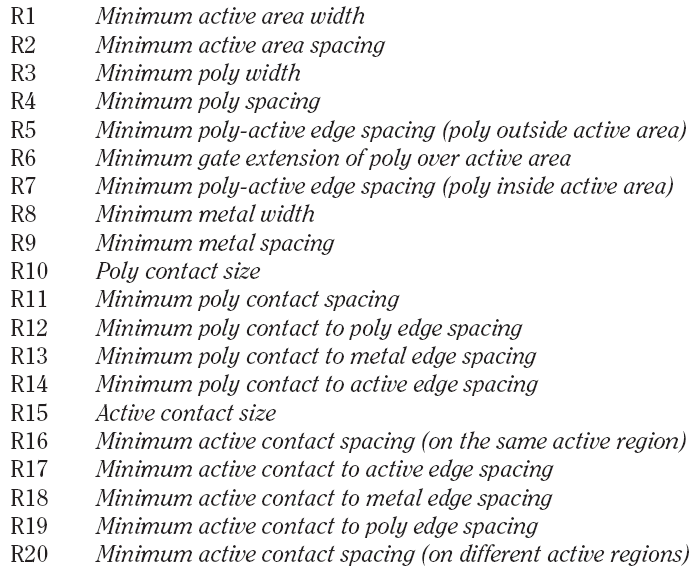 R1 Minimum active area width
R2 Minimum active area spacing
R3 Minimum poly width
R4 Minimum poly spacing
R5 Minimum poly-active edge spacing (poly outside active area)
R6 Minimum gate extension of poly over active area
R7 Minimum poly-active edge spacing (poly inside active area)
R8 Minimum metal width
R9 Minimum metal spacing
R10 Poly contact size
R11 Minimum poly contact spacing
R12 Minimum poly contact to poly edge spacing
R13 Minimum poly contact to metal edge spacing
R14 Minimum poly contact to active edge spacing
R15 Active contact size
R16 Minimum active contact spacing (on the same active region)
R17 Minimum active contact to active edge spacing
R18 Minimum active contact to metal edge spacing
R19 Minimum active contact to poly edge spacing
R20 Minimum active contact spacing (on different active regions)